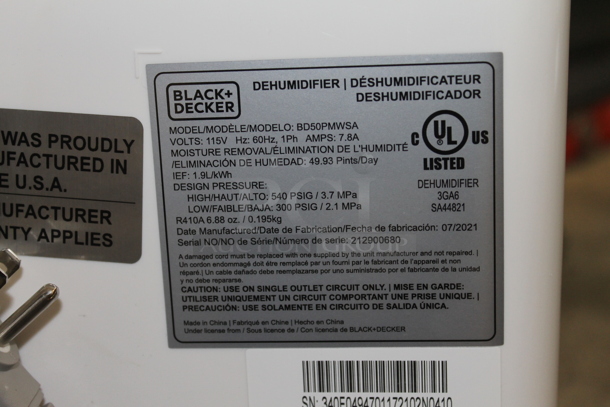 WAS PROUDLY
UFACTURED IN
E U.S.A.
NUFACTURER
NTY APPLIES
BLACK+
DECKER
DEHUMIDIFIER | DÉSHUMIDIFICATEUR
DESHUMIDIFICADOR
MODEL/MODÈLE/MODELO: BD50PMWSA
VOLTS: 115V Hz: 60Hz, 1Ph AMPS: 7.8A
MOISTURE REMOVAL/ÉLIMINATION DE L'HUMIDITÉ
/ELIMINACIÓN DE HUMEDAD: 49.93 Pints/Day
IEF: 1.9L/kWh
DESIGN PRESSURE:
HIGH/HAUT/ALTO: 540 PSIG / 3.7 MPa
LOW/FAIBLE/BAJA: 300 PSIG / 2.1 MPa
R410A 6.88 oz. / 0.195kg
C UL US
LISTED
DEHUMIDIFIER
3GA6
SA44821
Date Manufactured/Date de Fabrication/Fecha de fabricación: 07/2021
Serial NO/NO de Série/Número de serie: 212900680
A damaged cord must be replaced with one supplied by the unit manufacturer and not repaired. |
Un cordon endommagé doit être remplacé par un fourni par le fabricant de l'appareil et non
réparé.| Un cable dañado debe reemplazarse por uno suministrado por el fabricante de la unidad
y no debe repararse.
CAUTION: USE ON SINGLE OUTLET CIRCUIT ONLY. | MISE EN GARDE:
UTILISER UNIQUEMENT UN CIRCUIT COMPORTANT UNE PRISE UNIQUE. |
PRECAUCIÓN: USE SOLAMENTE EN CIRCUITO DE SALIDA ÚNICA.
Made in China | Fabriqué en Chine | Hecho en China
Under license from / Sous licence de / Con licencia de BLACK+DECKER
SN: 340E0494701172102N0410
AUCTION GROUP